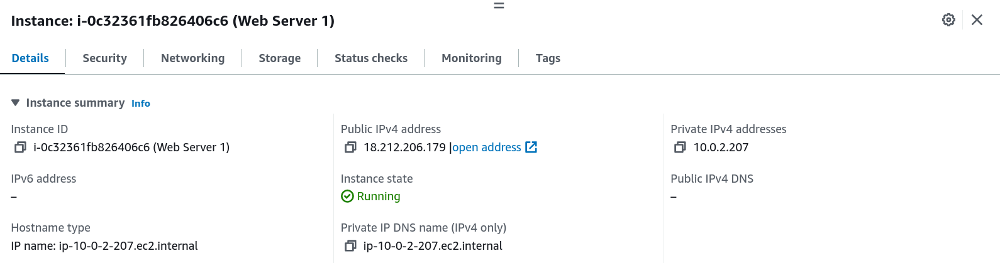 Instance: i-0c32361fb826406c6 (Web Server 1)
Details
Security
Networking
Storage
Status checks
Monitoring
Tags
Instance summary Info
Instance ID
i-0c32361fb826406c6 (Web Server 1)
Public IPv4 address
18.212.206.179 |open address
Private IPv4 addresses
10.0.2.207
IPv6 address
–
Instance state
Running
Public IPv4 DNS
–
Hostname type
IP name: ip-10-0-2-207.ec2.internal
Private IP DNS name (IPv4 only)
ip-10-0-2-207.ec2.internal